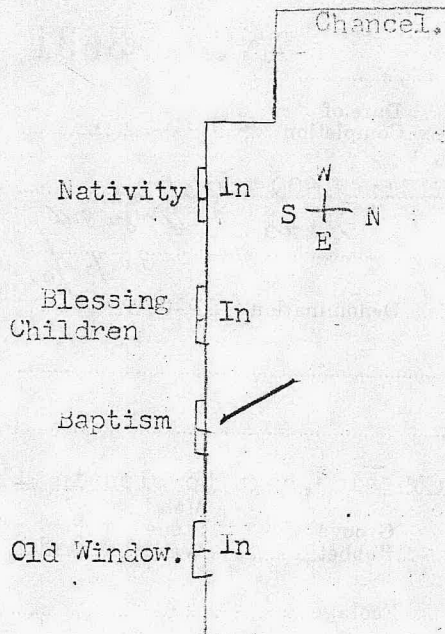 Chancel.
Nativity In
W
S N
E
Blessing In
Children
Baptism
Old Window. In